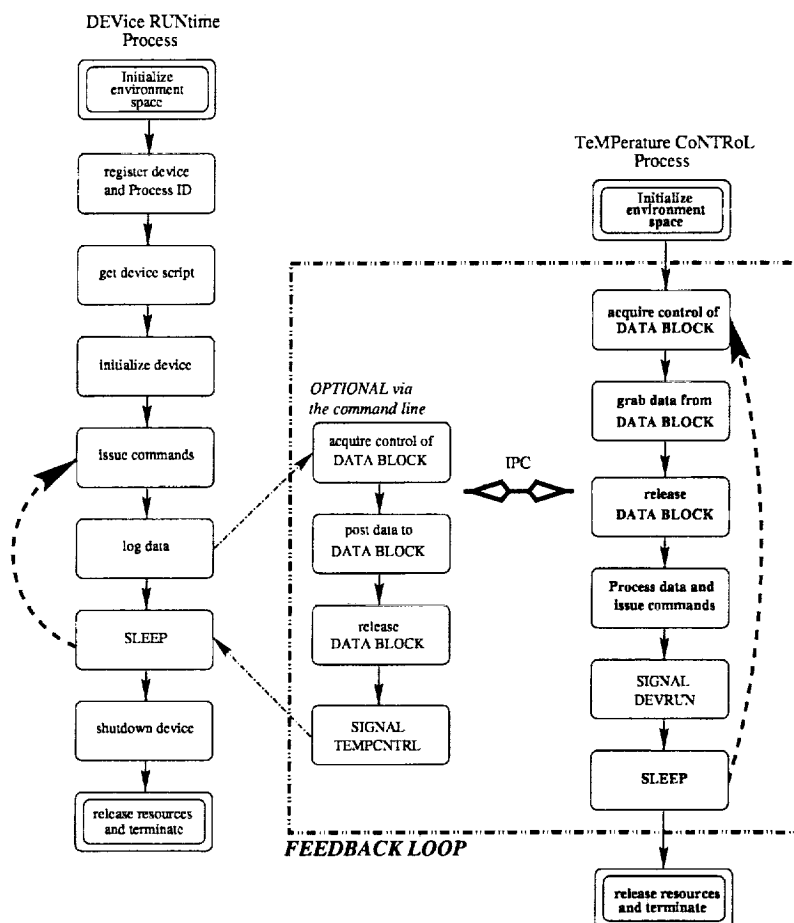 DEVice RUNtime
Process
Initialize
environment
space
register device
and Process ID
get device script
initialize device
issue commands
log data
SLEEP
shutdown device
release resources
and terminate
OPTIONAL via
the command line
acquire control of
DATA BLOCK
post data to
DATA BLOCK
release
DATA BLOCK
SIGNAL
TEMPCNTRL
IPC
TeMPerature CoNTRoL
Process
Initialize
environment
space
acquire control of
DATA BLOCK
grab data from
DATA BLOCK
release
DATA BLOCK
Process data and
issue commands
SIGNAL
DEVRUN
SLEEP
FEEDBACK LOOP
release resources
and terminate